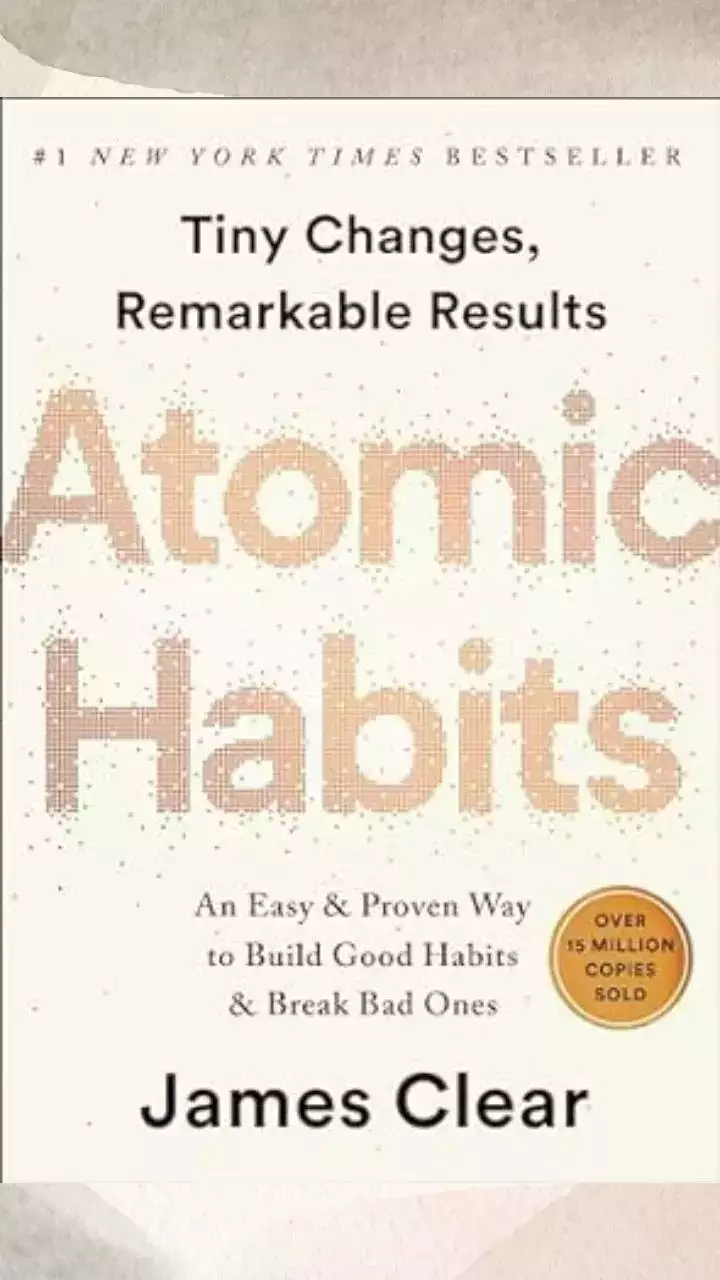 #1 NEW YORK TIMES BESTSELLER
Tiny Changes,
Remarkable Results
Atomic
Habits
An Easy & Proven Way
to Build Good Habits
& Break Bad Ones
OVER
15 MILLION
COPIES
SOLD
James Clear